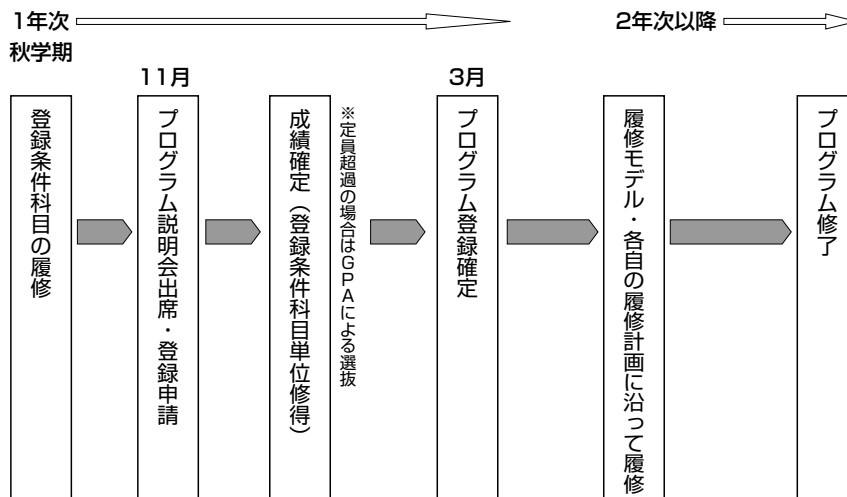 1年次
2年次以降
秋学期
11月
3月
登録条件科目の履修
プログラム説明会出席・登録申請
成績確定（登録条件科目単位修得）
※定員超過の場合はGPAによる選抜
プログラム登録確定
履修モデル・各自の履修計画に沿って履修
プログラム修了